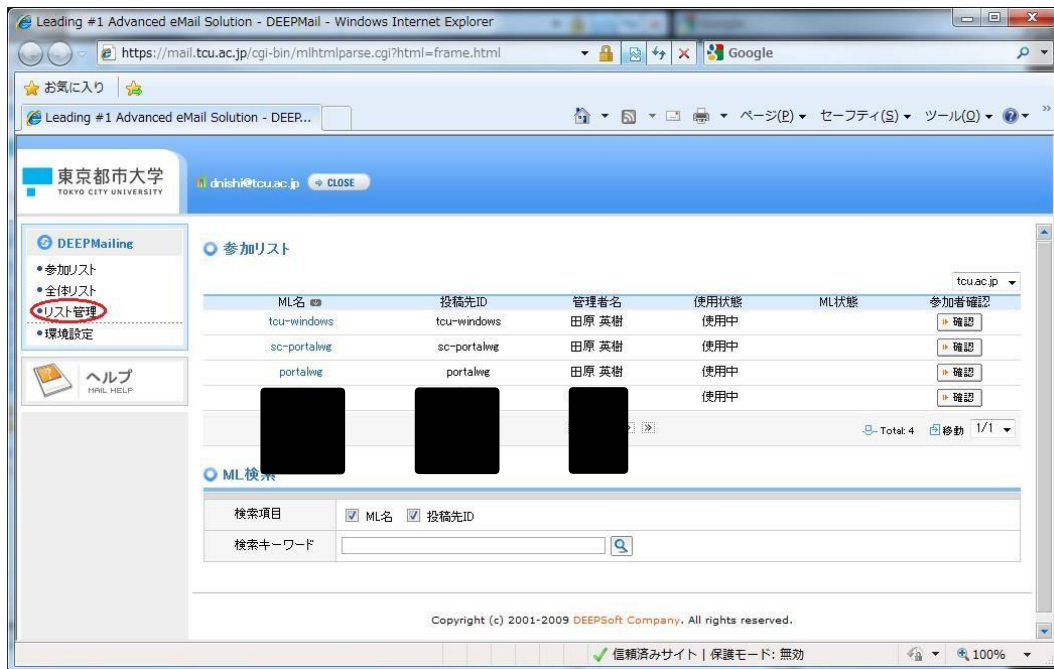 Leading #1 Advanced eMail Solution - DEEPMail - Windows Internet Explorer
https://mail.tcu.ac.jp/cgi-bin/mlhtmlparse.cgi?html=frame.html
Google
お気に入り
Leading #1 Advanced eMail Solution - DEEP...
ページ(P)
セーフティ(S)
ツール(O)
東京都市大学
TOKYO CITY UNIVERSITY
dnishi@tcu.ac.jp CLOSE
DEEPMailing
参加リスト
全体リスト
リスト管理
環境設定
ヘルプ
MAIL HELP
参加リスト
tcu.ac.jp
ML名 投稿先ID 管理者名 使用状態 ML状態 参加者確認
tcu-windows tcu-windows 田原 英樹 使用中 確認
sc-portalwg sc-portalwg 田原 英樹 使用中 確認
portalwg portalwg 田原 英樹 使用中 確認
使用中 確認
Total: 4 移動 1/1
ML検索
検索項目 ML名 投稿先ID
検索キーワード
Copyright (c) 2001-2009 DEEPSoft Company. All rights reserved.
信頼済みサイト | 保護モード: 無効
100%